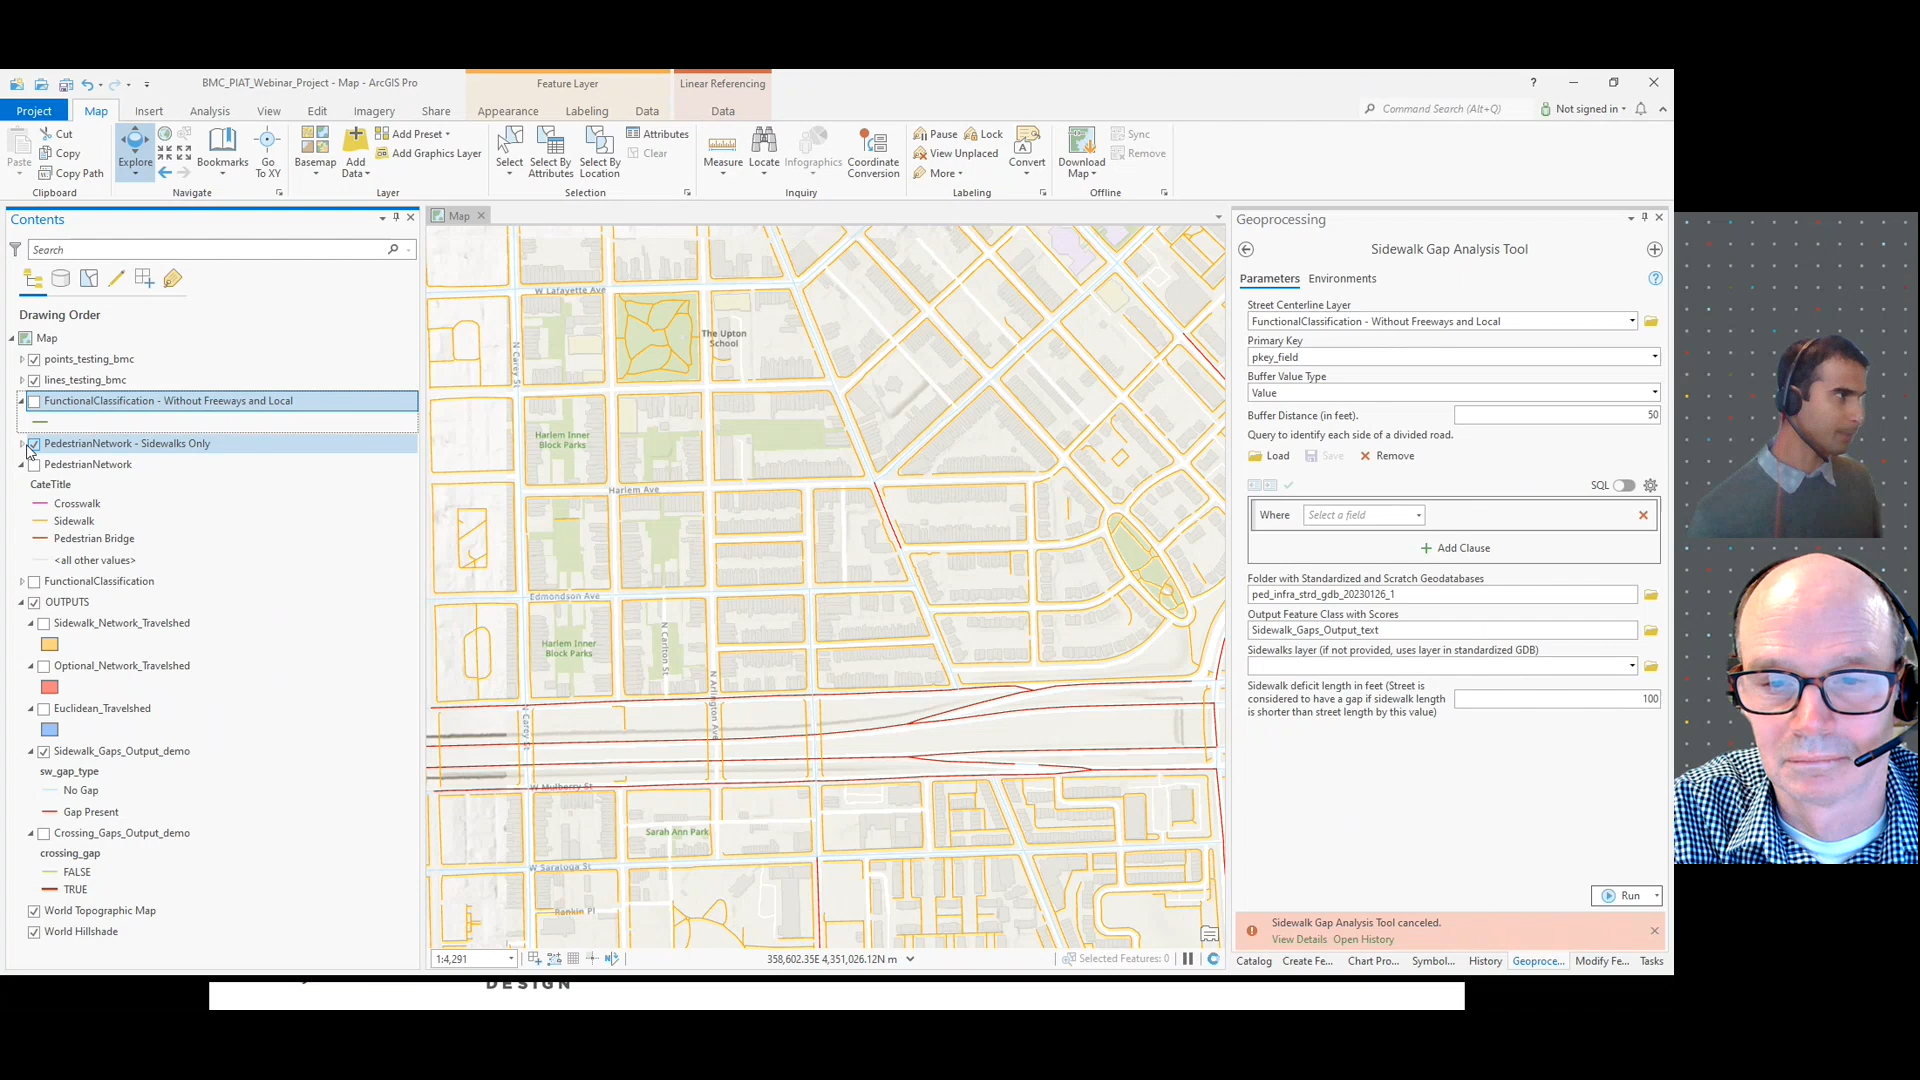 BMC_PIAT_Webinar_Project - Map - ArcGIS Pro
Feature Layer
Linear Referencing
?
Project
Map
Insert
Analysis
View
Edit
Imagery
Share
Appearance
Labeling
Data
Data
Command Search (Alt+Q)
Not signed in
Paste
Cut
Copy
Copy Path
Clipboard
Explore
Bookmarks
Go To XY
Navigate
Basemap
Add Data
Add Preset
Add Graphics Layer
Layer
Select
Select By Attributes
Select By Location
Attributes
Clear
Selection
Measure
Locate
Infographics
Coordinate Conversion
Inquiry
Pause
Lock
View Unplaced
More
Convert
Labeling
Download Map
Sync
Remove
Offline
Contents
Search
Drawing Order
Map
points_testing_bmc
lines_testing_bmc
FunctionalClassification - Without Freeways and Local
PedestrianNetwork - Sidewalks Only
PedestrianNetwork
CateTitle
Crosswalk
Sidewalk
Pedestrian Bridge
<all other values>
FunctionalClassification
OUTPUTS
Sidewalk_Network_Travelshed
Optional_Network_Travelshed
Euclidean_Travelshed
Sidewalk_Gaps_Output_demo
sw_gap_type
No Gap
Gap Present
Crossing_Gaps_Output_demo
crossing_gap
FALSE
TRUE
World Topographic Map
World Hillshade
Map
W Lafayette Ave
The Upton School
N Carey St
Harlem Inner Block Parks
Harlem Ave
Edmondson Ave
Harlem Inner Block Parks
N Carlton St
N Arlington Ave
N Carey St
W Mulberry St
Sarah Ann Park
W Saratoga St
Rankin Pl
1:4,291
358,602.35E 4,351,026.12N m
Selected Features: 0
Geoprocessing
Sidewalk Gap Analysis Tool
Parameters
Environments
?
Street Centerline Layer
FunctionalClassification - Without Freeways and Local
Primary Key
pkey_field
Buffer Value Type
Value
Buffer Distance (in feet).
50
Query to identify each side of a divided road.
Load
Save
Remove
SQL
Where
Select a field
Add Clause
Folder with Standardized and Scratch Geodatabases
ped_infra_strd_gdb_20230126_1
Output Feature Class with Scores
Sidewalk_Gaps_Output_text
Sidewalks layer (if not provided, uses layer in standardized GDB)
Sidewalk deficit length in feet (Street is
considered to have a gap if sidewalk length
is shorter than street length by this value)
100
Run
Sidewalk Gap Analysis Tool canceled.
View Details Open History
Catalog
Create Fe...
Chart Pro...
Symbol...
History
Geoproce...
Modify Fe...
Tasks
DESIGN